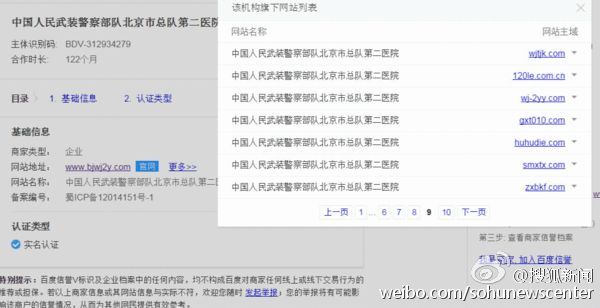 中国人民武装警察部队北京市总队第二医院
主体识别码: BDV-312934279
合作时长: 122个月
目录 1. 基础信息 2. 认证类型
基础信息
商家类型: 企业
网站地址: www.bjwj2y.com 官网 更多>>
网站名称: 中国人民武装警察部队北京市总队第二医
备案编号: 蜀ICP备12014151号-1
认证类型
实名认证
特别提示: 百度信誉V标识及企业档案中的任何内容, 均不构成百度对商家任何线上或线下交易行为的
推荐或担保。若以上商家信息或其网站信息与实际不符, 欢迎您随时 发起举报; 您的举报将有可能影
响该商户的信誉情况, 从而为其他网民提供有效参考。
该机构旗下网站列表
网站名称 网站主域
中国人民武装警察部队北京市总队第二医院 wjtjk.com
中国人民武装警察部队北京市总队第二医院 120le.com.cn
中国人民武装警察部队北京市总队第二医院 wj-2yy.com
中国人民武装警察部队北京市总队第二医院 gxt010.com
中国人民武装警察部队北京市总队第二医院 huhudie.com
中国人民武装警察部队北京市总队第二医院 smxtx.com
中国人民武装警察部队北京市总队第二医院 zxbkf.com
上一页 1 ... 6 7 8 9 10 下一页
第三步: 查看商家信誉档案
我是商家, 加入百度信誉
@搜狐新闻
weibo.com/sohunewscenter